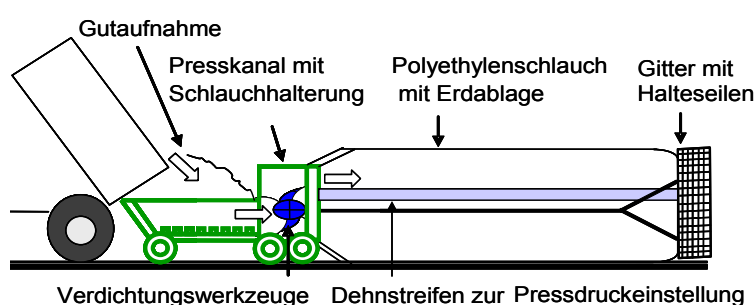 Gutaufnahme
Presskanal mit
Schlauchhalterung
Polyethylenschlauch
mit Erdablage
Gitter mit
Halteseilen
Verdichtungswerkzeuge
Dehnstreifen zur Pressdruckeinstellung